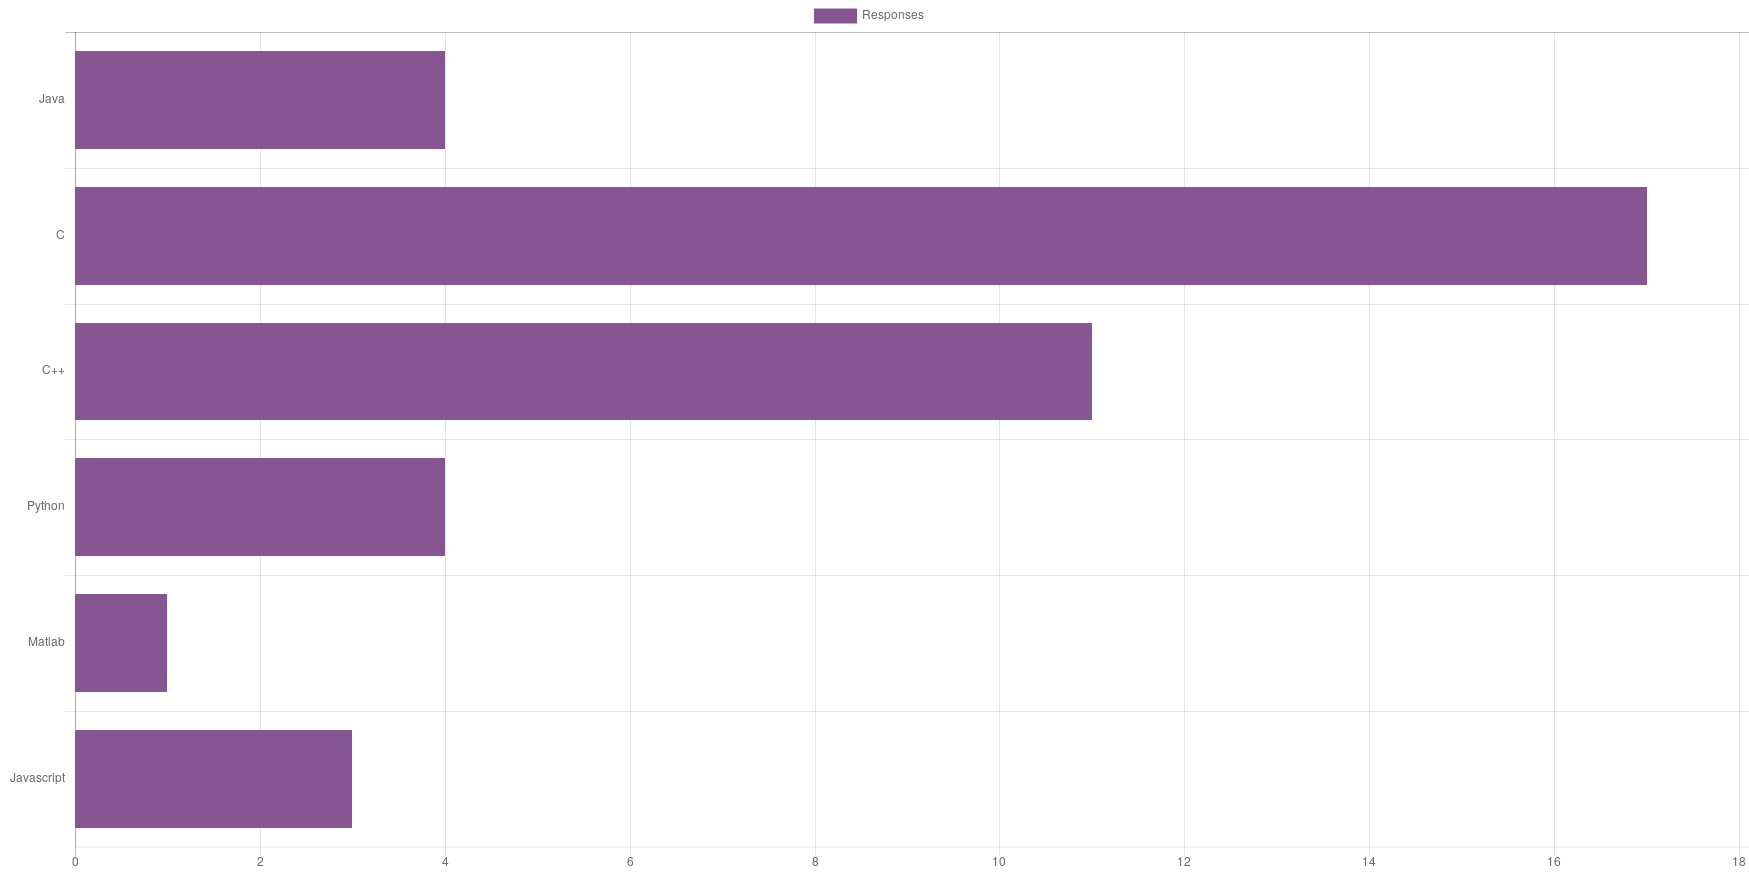 Responses
Java
C
C++
Python
Matlab
Javascript
0 2 4 6 8 10 12 14 16 18